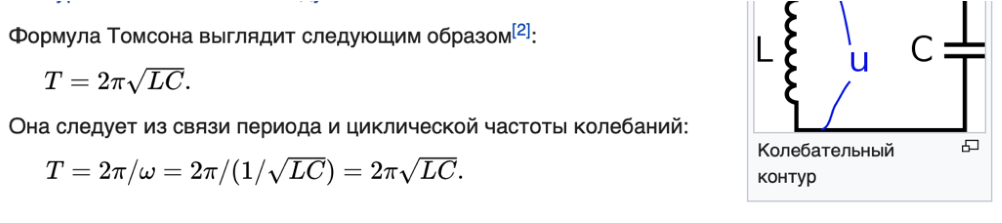 Формула Томсона выглядит следующим образом[2]:
T = 2π√LC.
Она следует из связи периода и циклической частоты колебаний:
T = 2π/ω = 2π/(1/√LC) = 2π√LC.
L
u
C
Колебательный
контур